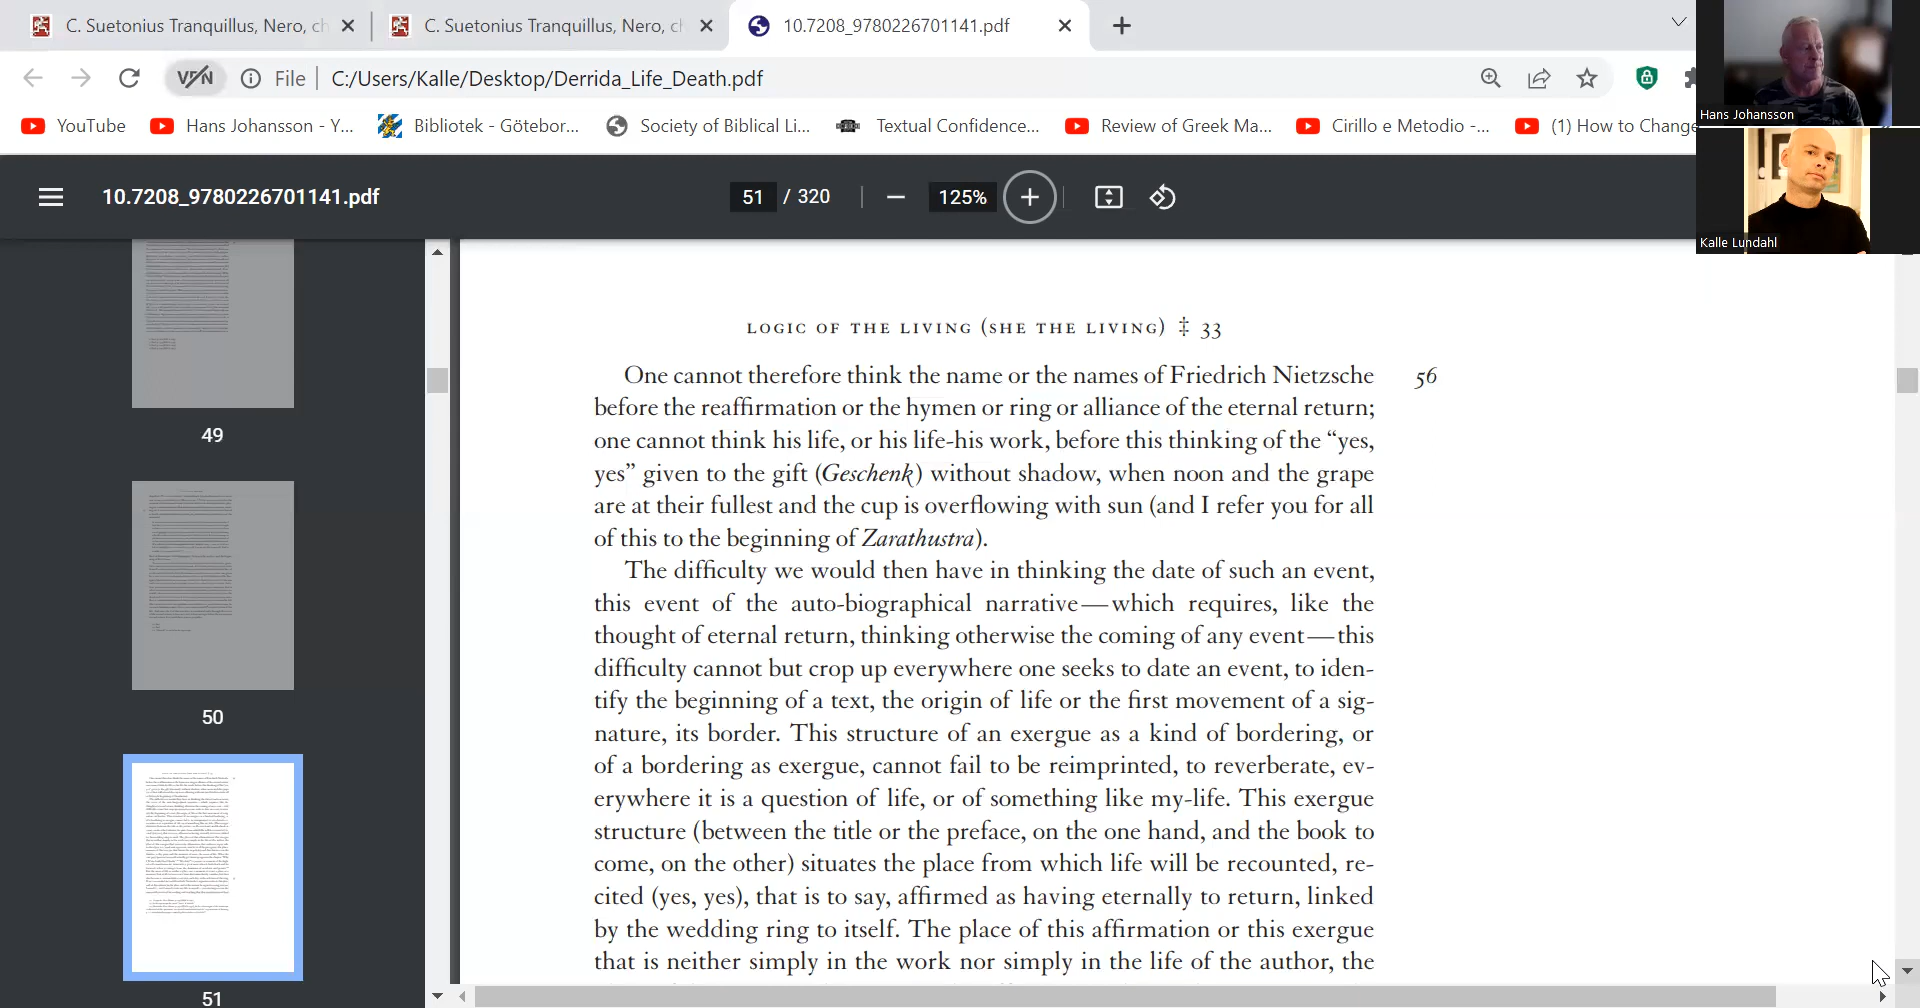 C. Suetonius Tranquillus, Nero, ch
C. Suetonius Tranquillus, Nero, ch
10.7208_9780226701141.pdf
VPN
File
C:/Users/Kalle/Desktop/Derrida_Life_Death.pdf
YouTube
Hans Johansson - Y...
Bibliotek - Götebor...
Society of Biblical Li...
Textual Confidence...
Review of Greek Ma...
Cirillo e Metodio -...
(1) How to Change
Hans Johansson
Kalle Lundahl
10.7208_9780226701141.pdf
51 / 320
125%
49
50
51
LOGIC OF THE LIVING (SHE THE LIVING) ‡ 33
One cannot therefore think the name or the names of Friedrich Nietzsche
56
before the reaffirmation or the hymen or ring or alliance of the eternal return;
one cannot think his life, or his life-his work, before this thinking of the “yes,
yes” given to the gift (Geschenk) without shadow, when noon and the grape
are at their fullest and the cup is overflowing with sun (and I refer you for all
of this to the beginning of Zarathustra).
The difficulty we would then have in thinking the date of such an event,
this event of the auto-biographical narrative—which requires, like the
thought of eternal return, thinking otherwise the coming of any event—this
difficulty cannot but crop up everywhere one seeks to date an event, to iden-
tify the beginning of a text, the origin of life or the first movement of a sig-
nature, its border. This structure of an exergue as a kind of bordering, or
of a bordering as exergue, cannot fail to be reimprinted, to reverberate, ev-
erywhere it is a question of life, or of something like my-life. This exergue
structure (between the title or the preface, on the one hand, and the book to
come, on the other) situates the place from which life will be recounted, re-
cited (yes, yes), that is to say, affirmed as having eternally to return, linked
by the wedding ring to itself. The place of this affirmation or this exergue
that is neither simply in the work nor simply in the life of the author, the